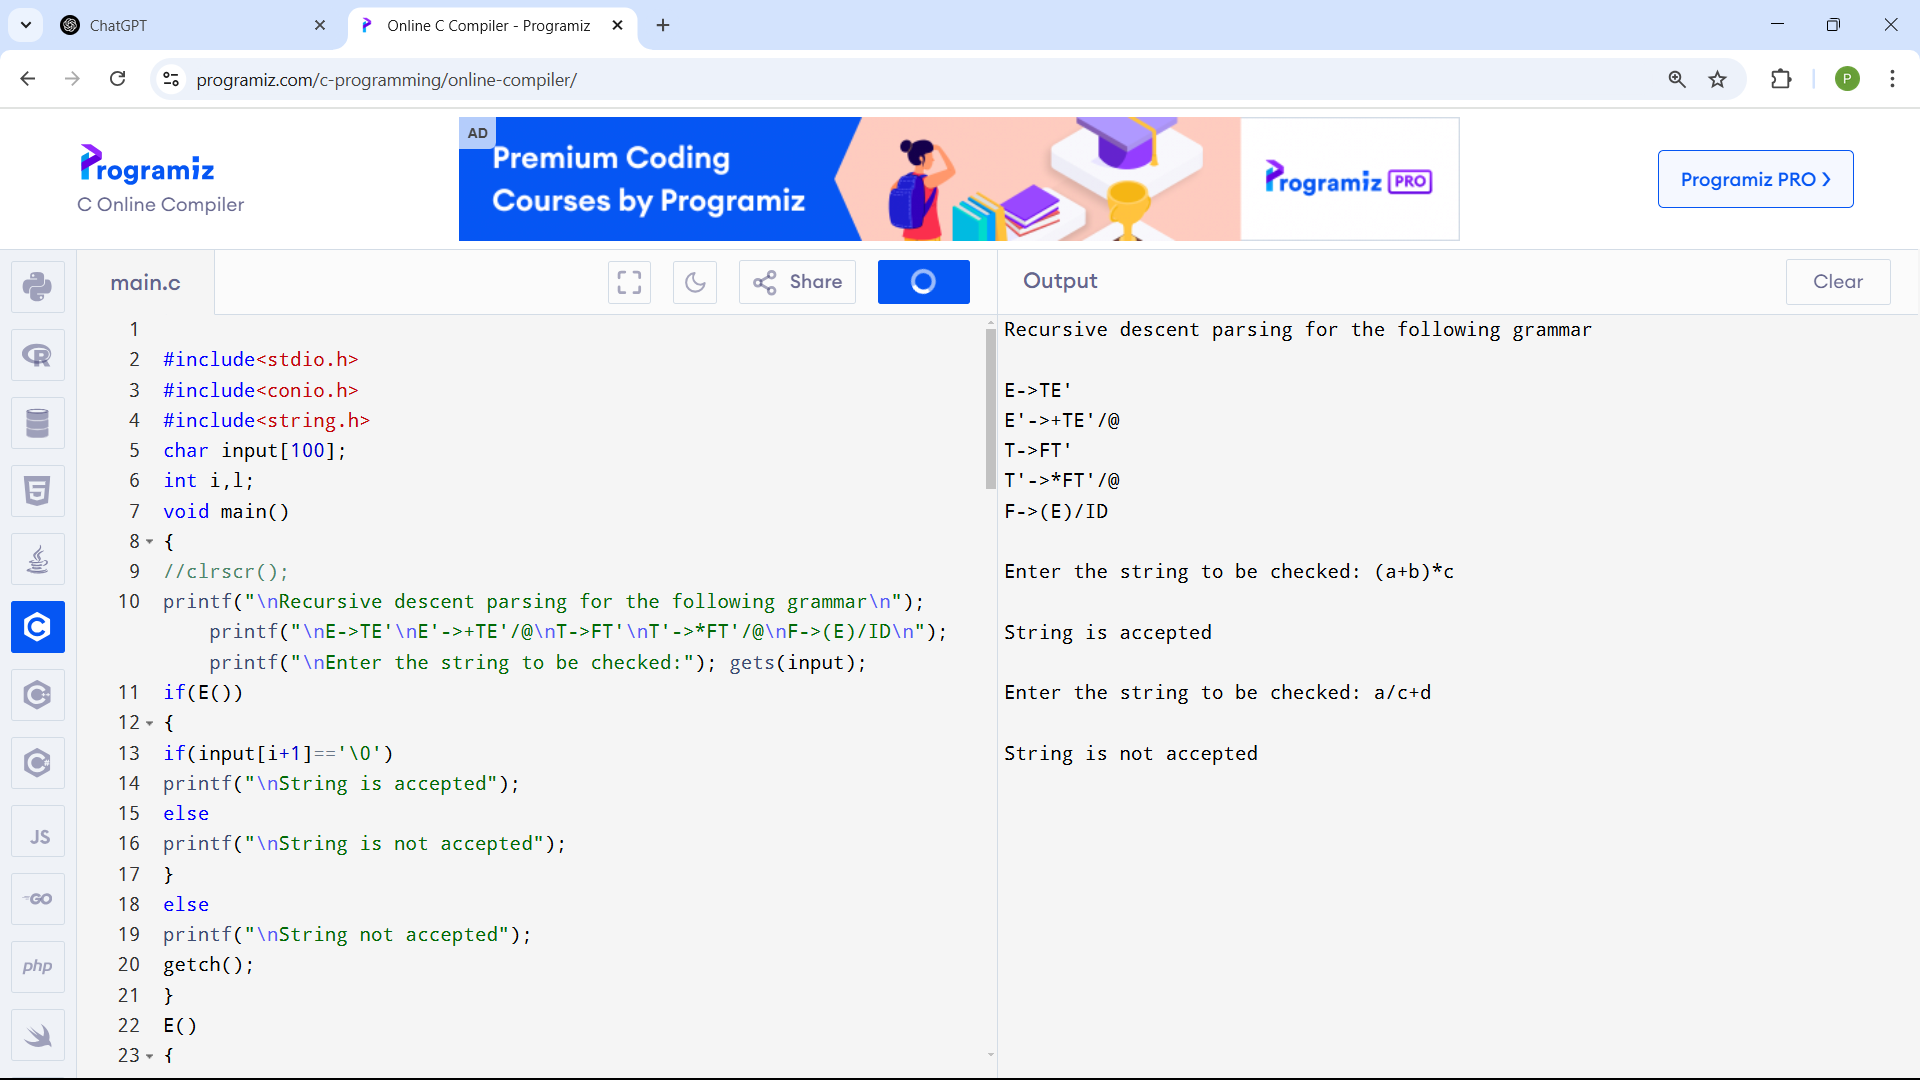 ChatGPT
Online C Compiler - Programiz
programiz.com/c-programming/online-compiler/
P
AD
Premium Coding
Courses by Programiz
Programiz PRO
Programiz
C Online Compiler
Programiz PRO
main.c
Share
Output
Clear
1
2 #include<stdio.h>
3 #include<conio.h>
4 #include<string.h>
5 char input[100];
6 int i,l;
7 void main()
8 {
9 //clrscr();
10 printf("\nRecursive descent parsing for the following grammar\n");
printf("\nE->TE'\nE'->+TE'/@\nT->FT'\nT'->*FT'/@\nF->(E)/ID\n");
printf("\nEnter the string to be checked:"); gets(input);
11 if(E())
12 {
13 if(input[i+1]=='\0')
14 printf("\nString is accepted");
15 else
16 printf("\nString is not accepted");
17 }
18 else
19 printf("\nString not accepted");
20 getch();
21 }
22 E()
23 {
Recursive descent parsing for the following grammar
E->TE'
E'->+TE'/@
T->FT'
T'->*FT'/@
F->(E)/ID
Enter the string to be checked: (a+b)*c
String is accepted
Enter the string to be checked: a/c+d
String is not accepted
R
5
C
C
C#
JS
GO
php